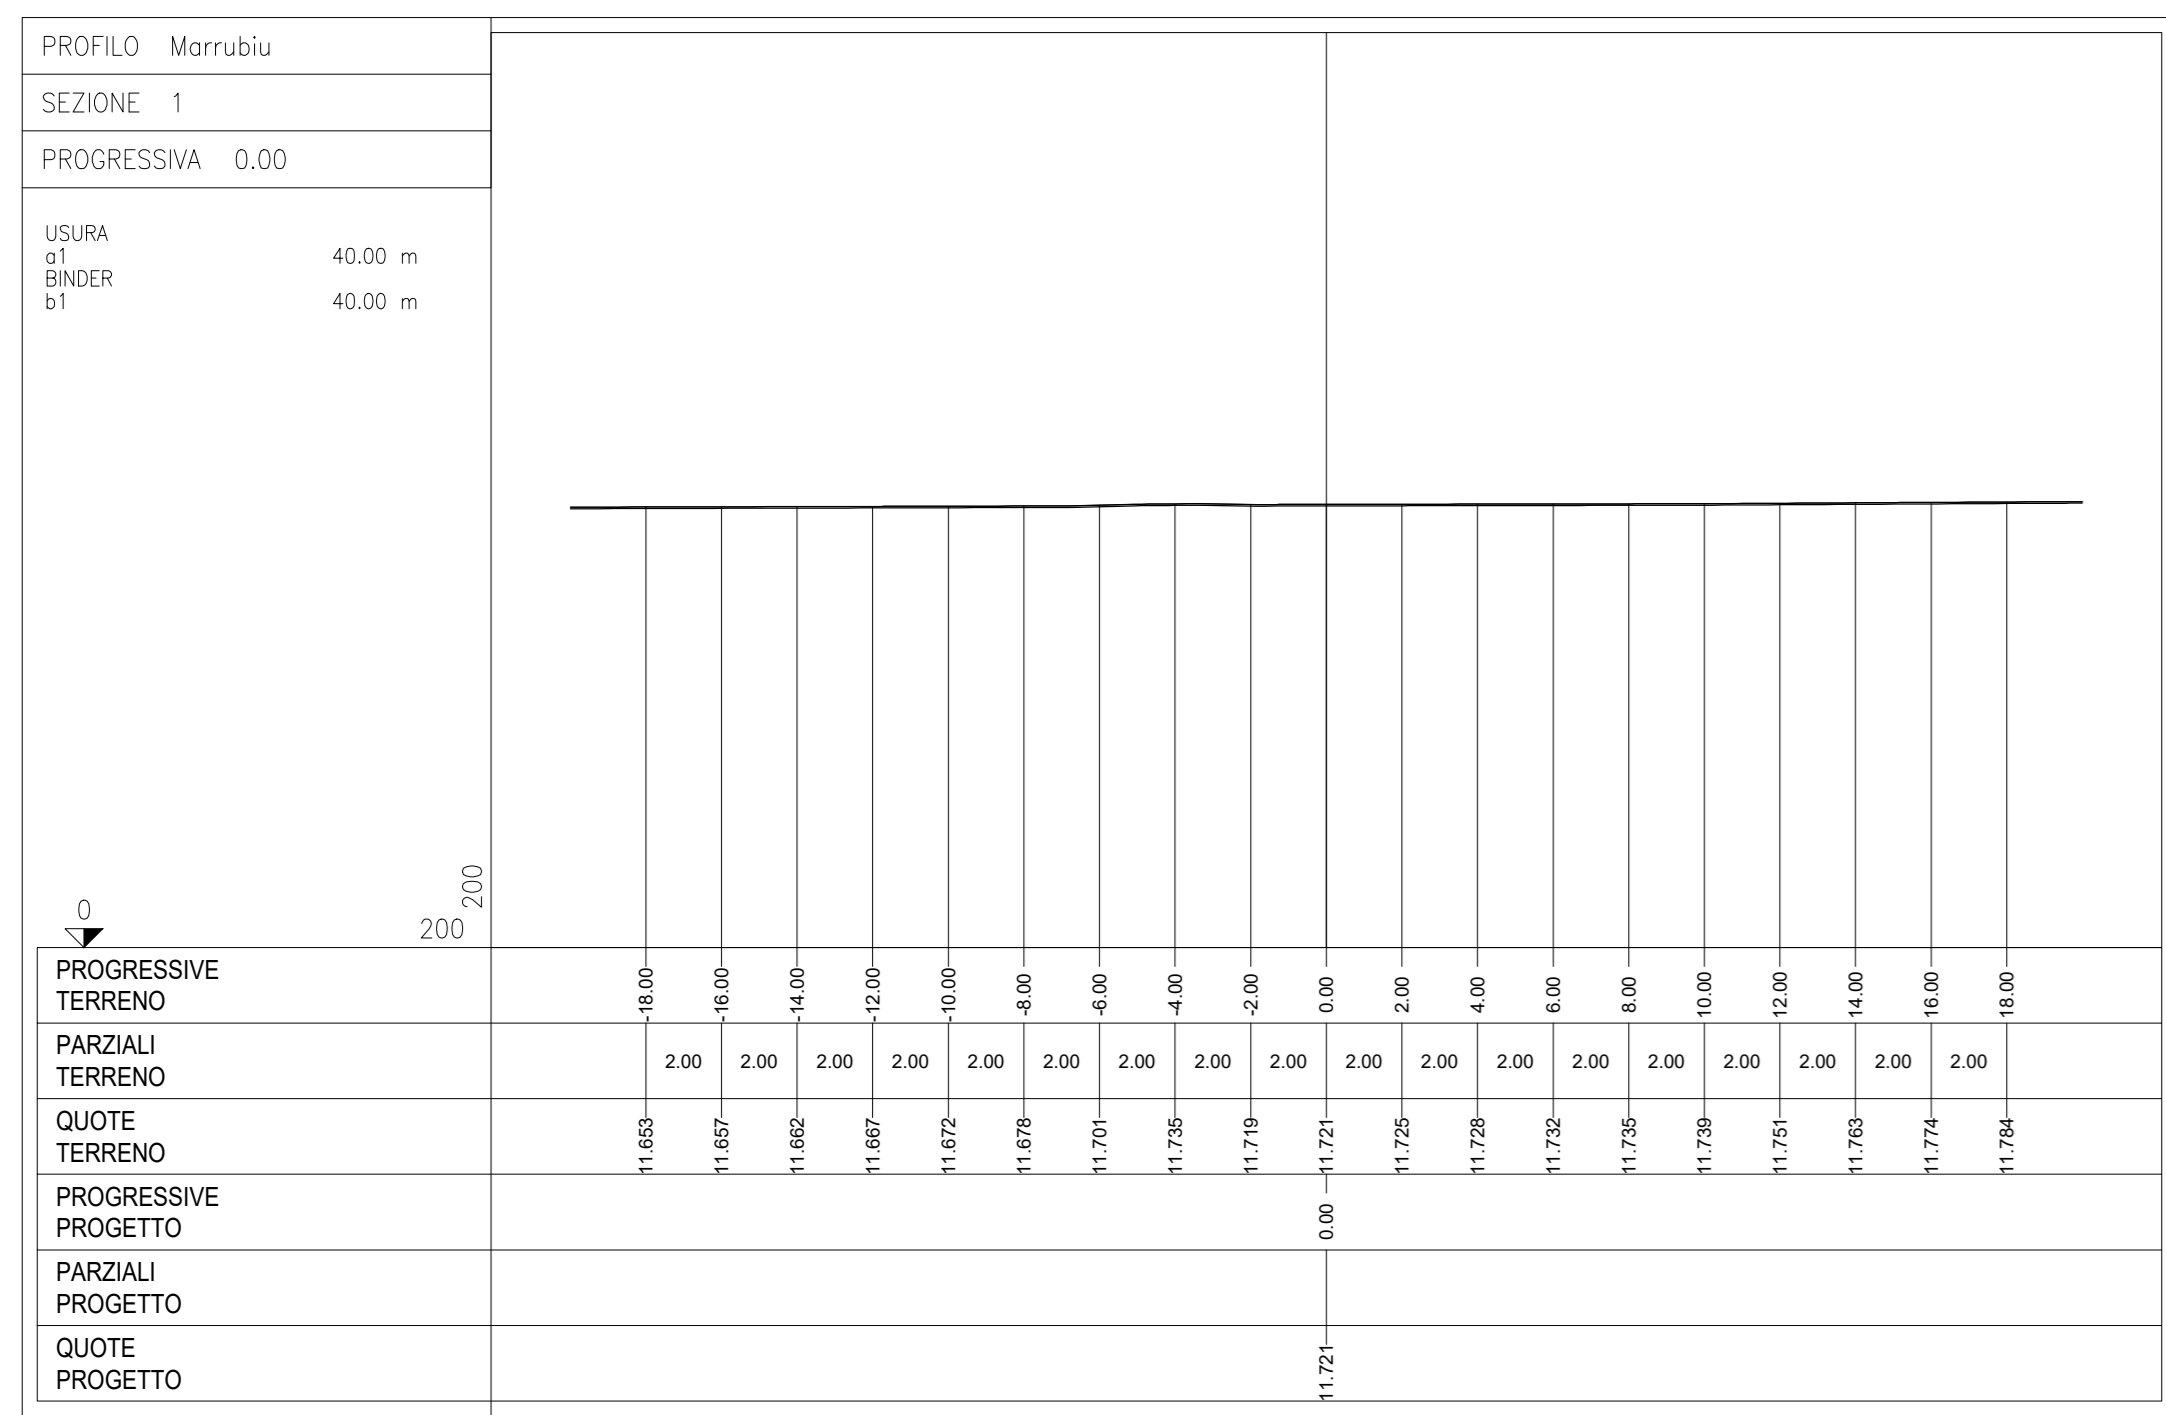 PROFILO Marrubiu
SEZIONE 1
PROGRESSIVA 0.00
USURA
a1 40.00 m
BINDER
b1 40.00 m
200
0
200
PROGRESSIVE
TERRENO
-18.00 -16.00 -14.00 -12.00 -10.00 -8.00 -6.00 -4.00 -2.00 0.00 2.00 4.00 6.00 8.00 10.00 12.00 14.00 16.00 18.00
PARZIALI
TERRENO
2.00 2.00 2.00 2.00 2.00 2.00 2.00 2.00 2.00 2.00 2.00 2.00 2.00 2.00 2.00 2.00 2.00 2.00
QUOTE
TERRENO
11.653 11.657 11.662 11.667 11.672 11.678 11.701 11.735 11.719 11.721 11.725 11.728 11.732 11.735 11.739 11.751 11.763 11.774 11.784
PROGRESSIVE
PROGETTO
0.00
PARZIALI
PROGETTO
QUOTE
PROGETTO
11.721